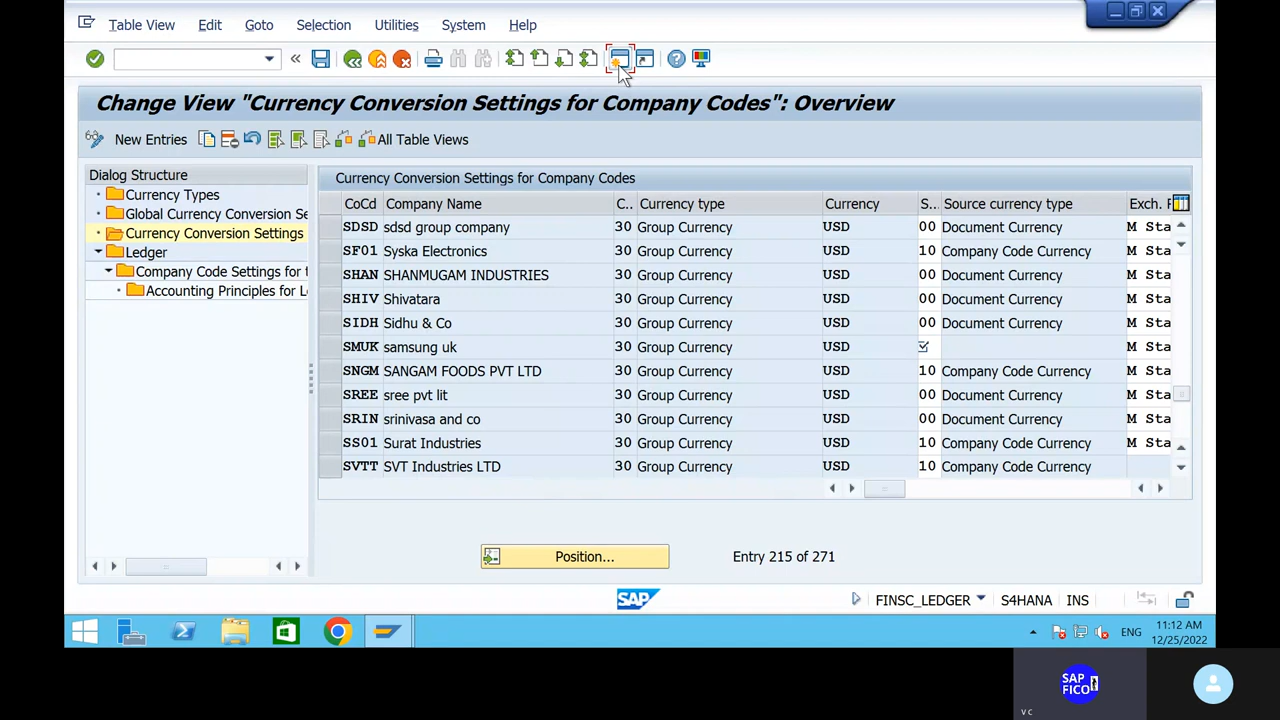 Table View Edit Goto Selection Utilities System Help
Change View "Currency Conversion Settings for Company Codes": Overview
New Entries All Table Views
Dialog Structure
Currency Types
Global Currency Conversion Se
Currency Conversion Settings
Ledger
Company Code Settings for t
Accounting Principles for L
Currency Conversion Settings for Company Codes
CoCd Company Name C.. Currency type Currency S... Source currency type Exch.
SDSD sdsd group company 30 Group Currency USD 00 Document Currency M Sta
SF01 Syska Electronics 30 Group Currency USD 10 Company Code Currency M Sta
SHAN SHANMUGAM INDUSTRIES 30 Group Currency USD 00 Document Currency M Sta
SHIV Shivatara 30 Group Currency USD 00 Document Currency M Sta
SIDH Sidhu & Co 30 Group Currency USD 00 Document Currency M Sta
SMUK samsung uk 30 Group Currency USD M Sta
SNGM SANGAM FOODS PVT LTD 30 Group Currency USD 10 Company Code Currency M Sta
SREE sree pvt lit 30 Group Currency USD 00 Document Currency M Sta
SRIN srinivasa and co 30 Group Currency USD 00 Document Currency M Sta
SS01 Surat Industries 30 Group Currency USD 10 Company Code Currency M Sta
SVTT SVT Industries LTD 30 Group Currency USD 10 Company Code Currency
Position... Entry 215 of 271
SAP FINSC_LEDGER S4HANA INS
ENG 11:12 AM
12/25/2022
SAP
FICO
v c